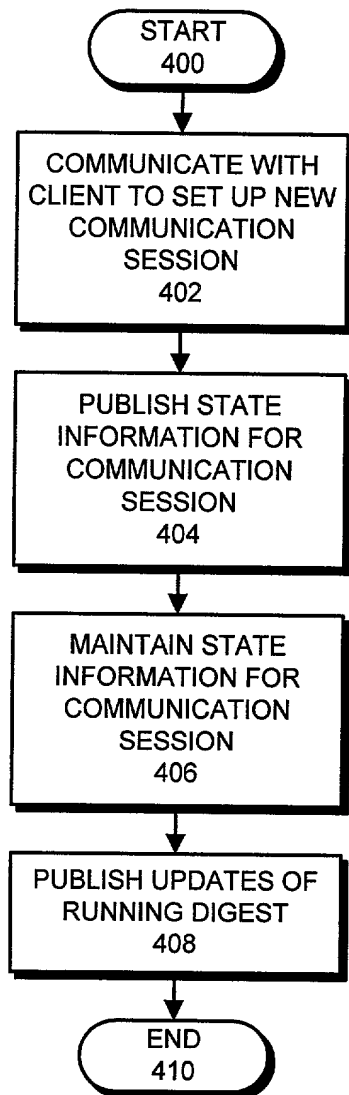 START
400
COMMUNICATE WITH
CLIENT TO SET UP NEW
COMMUNICATION
SESSION
402
PUBLISH STATE
INFORMATION FOR
COMMUNICATION
SESSION
404
MAINTAIN STATE
INFORMATION FOR
COMMUNICATION
SESSION
406
PUBLISH UPDATES OF
RUNNING DIGEST
408
END
410